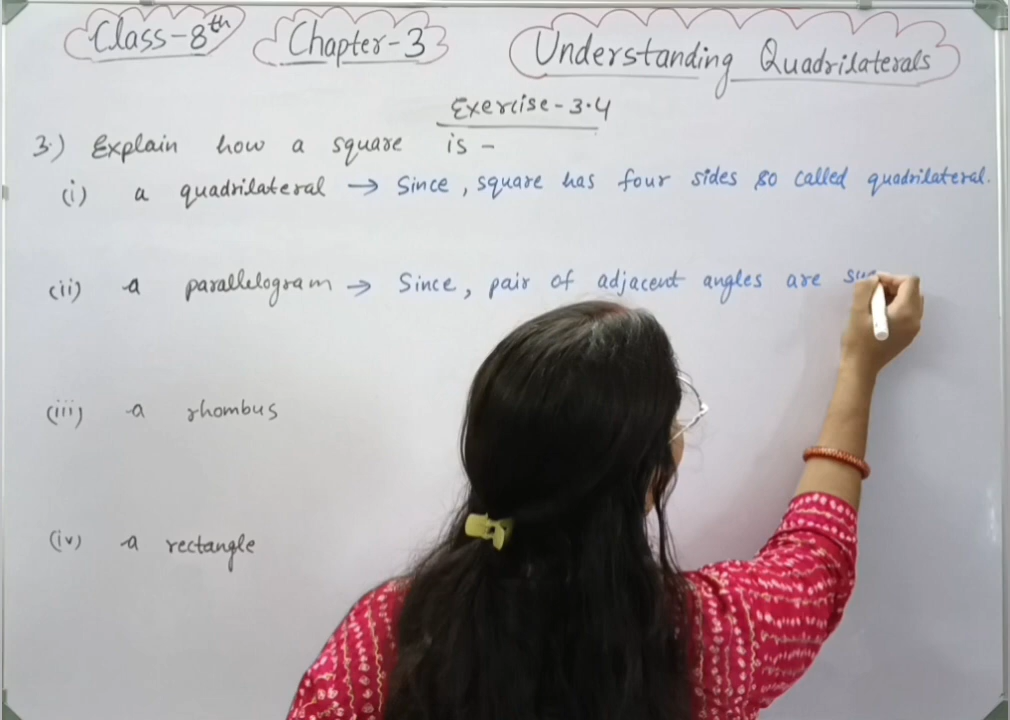 Class-8th Chapter-3 Understanding Quadrilaterals
Exercise-3.4
3.) Explain how a square is -
(i) a quadrilateral → Since, square has four sides so called quadrilateral.
(ii) a parallelogram → Since, pair of adjacent angles are
(iii) a rhombus
(iv) a rectangle